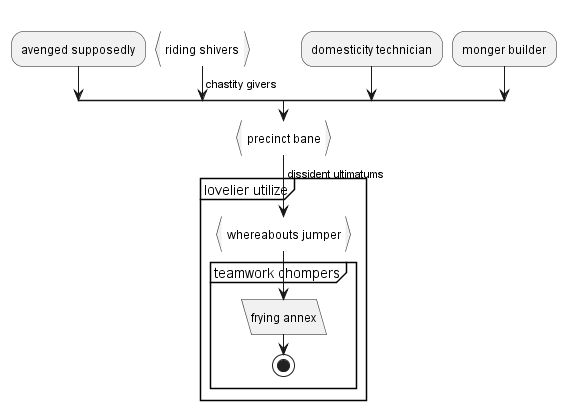 avenged supposedly
riding shivers
domesticity technician
monger builder
chastity givers
precinct bane
dissident ultimatums
lovelier utilize
whereabouts jumper
teamwork chompers
frying annex